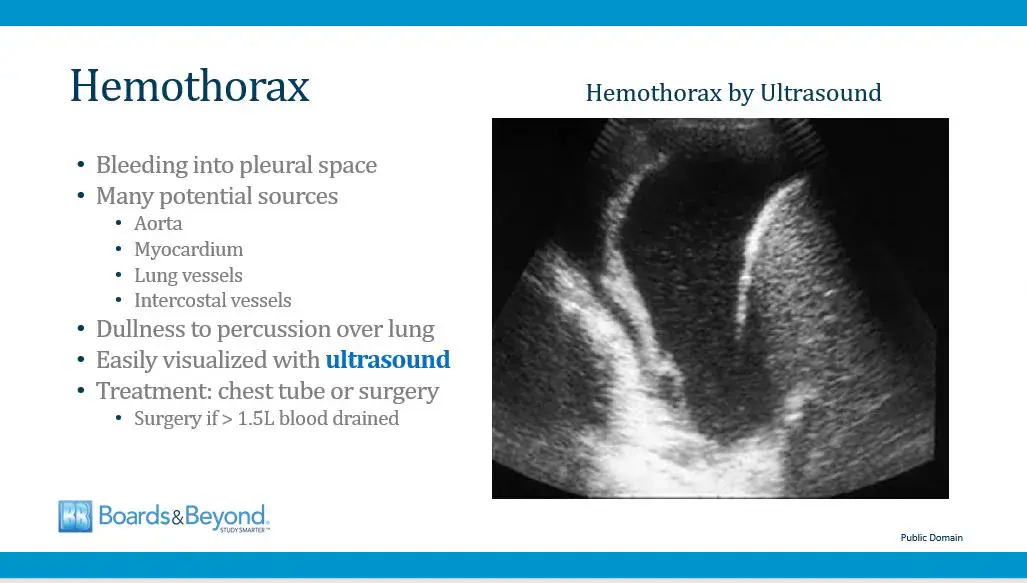 Hemothorax
• Bleeding into pleural space
• Many potential sources
• Aorta
• Myocardium
• Lung vessels
• Intercostal vessels
• Dullness to percussion over lung
• Easily visualized with ultrasound
• Treatment: chest tube or surgery
• Surgery if > 1.5L blood drained
Hemothorax by Ultrasound
BB Boards&Beyond.
STUDY SMARTER™
Public Domain